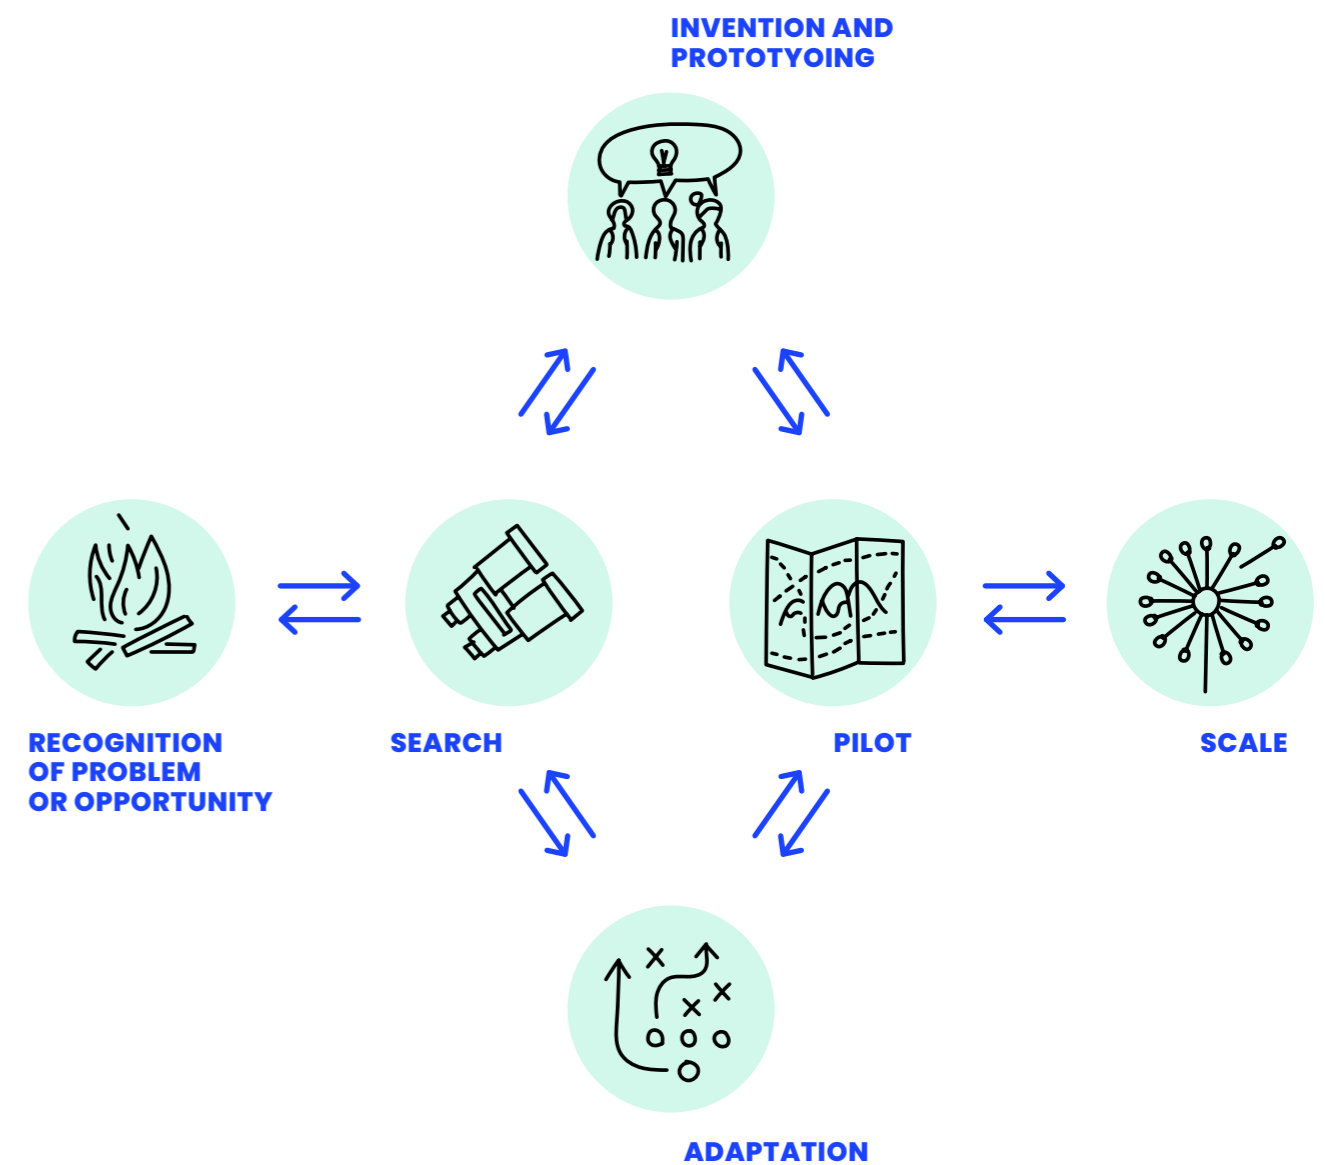 INVENTION AND
PROTOTYOING
RECOGNITION
OF PROBLEM
OR OPPORTUNITY
SEARCH
PILOT
SCALE
ADAPTATION